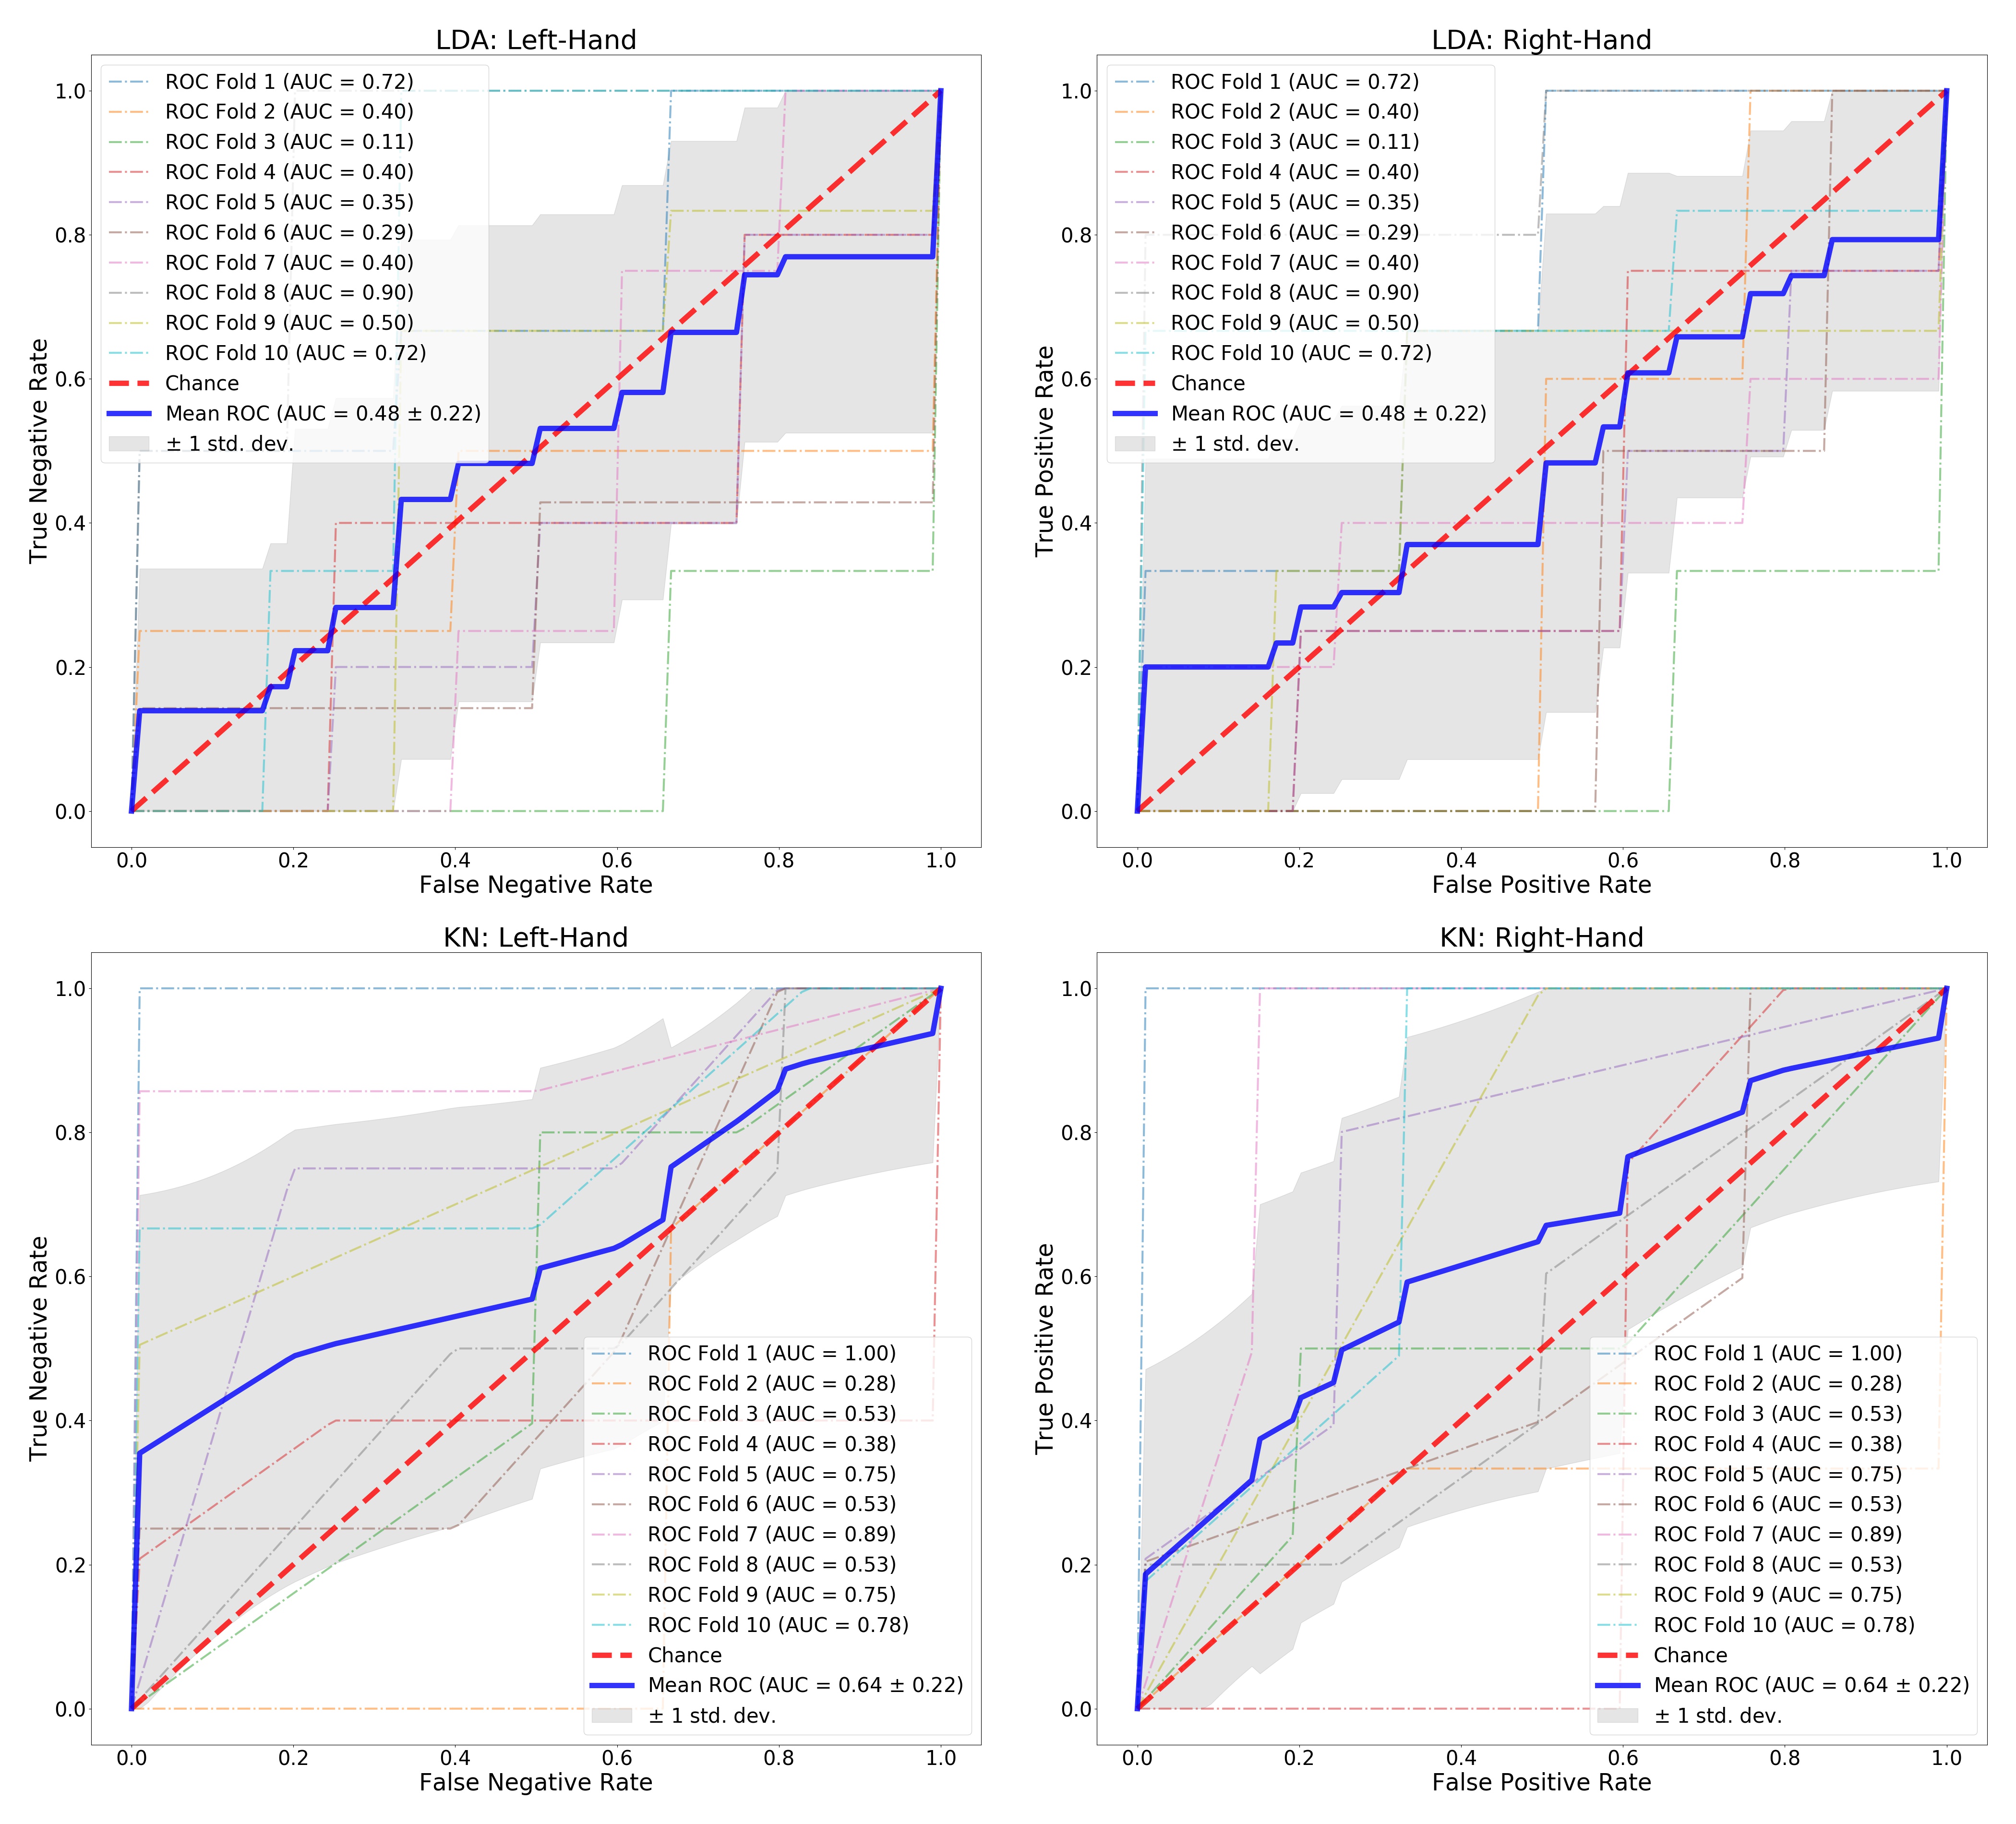 LDA: Left-Hand
True Negative Rate
1.0
0.8
0.6
0.4
0.2
0.0
ROC Fold 1 (AUC = 0.72)
ROC Fold 2 (AUC = 0.40)
ROC Fold 3 (AUC = 0.11)
ROC Fold 4 (AUC = 0.40)
ROC Fold 5 (AUC = 0.35)
ROC Fold 6 (AUC = 0.29)
ROC Fold 7 (AUC = 0.40)
ROC Fold 8 (AUC = 0.90)
ROC Fold 9 (AUC = 0.50)
ROC Fold 10 (AUC = 0.72)
Chance
Mean ROC (AUC = 0.48 ± 0.22)
± 1 std. dev.
0.0 0.2 0.4 0.6 0.8 1.0
False Negative Rate
LDA: Right-Hand
True Positive Rate
1.0
0.8
0.6
0.4
0.2
0.0
ROC Fold 1 (AUC = 0.72)
ROC Fold 2 (AUC = 0.40)
ROC Fold 3 (AUC = 0.11)
ROC Fold 4 (AUC = 0.40)
ROC Fold 5 (AUC = 0.35)
ROC Fold 6 (AUC = 0.29)
ROC Fold 7 (AUC = 0.40)
ROC Fold 8 (AUC = 0.90)
ROC Fold 9 (AUC = 0.50)
ROC Fold 10 (AUC = 0.72)
Chance
Mean ROC (AUC = 0.48 ± 0.22)
± 1 std. dev.
0.0 0.2 0.4 0.6 0.8 1.0
False Positive Rate
KN: Left-Hand
True Negative Rate
1.0
0.8
0.6
0.4
0.2
0.0
ROC Fold 1 (AUC = 1.00)
ROC Fold 2 (AUC = 0.28)
ROC Fold 3 (AUC = 0.53)
ROC Fold 4 (AUC = 0.38)
ROC Fold 5 (AUC = 0.75)
ROC Fold 6 (AUC = 0.53)
ROC Fold 7 (AUC = 0.89)
ROC Fold 8 (AUC = 0.53)
ROC Fold 9 (AUC = 0.75)
ROC Fold 10 (AUC = 0.78)
Chance
Mean ROC (AUC = 0.64 ± 0.22)
± 1 std. dev.
0.0 0.2 0.4 0.6 0.8 1.0
False Negative Rate
KN: Right-Hand
True Positive Rate
1.0
0.8
0.6
0.4
0.2
0.0
ROC Fold 1 (AUC = 1.00)
ROC Fold 2 (AUC = 0.28)
ROC Fold 3 (AUC = 0.53)
ROC Fold 4 (AUC = 0.38)
ROC Fold 5 (AUC = 0.75)
ROC Fold 6 (AUC = 0.53)
ROC Fold 7 (AUC = 0.89)
ROC Fold 8 (AUC = 0.53)
ROC Fold 9 (AUC = 0.75)
ROC Fold 10 (AUC = 0.78)
Chance
Mean ROC (AUC = 0.64 ± 0.22)
± 1 std. dev.
0.0 0.2 0.4 0.6 0.8 1.0
False Positive Rate